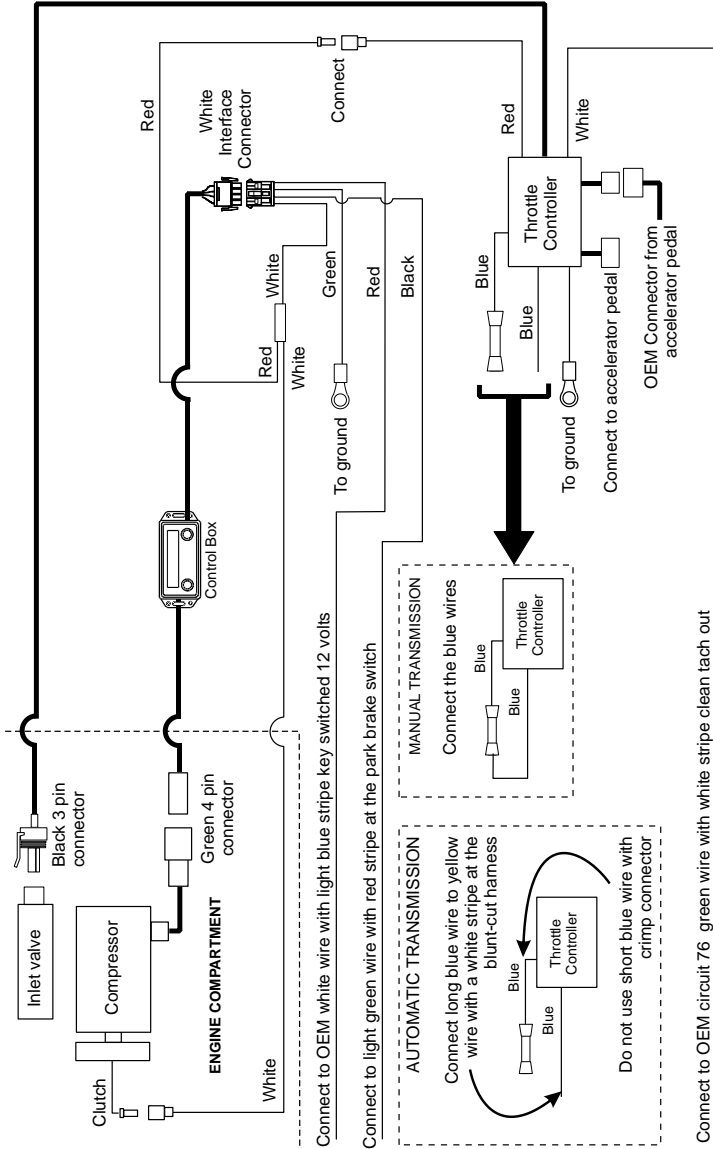 Inlet valve
Black 3 pin
connector
Compressor
Green 4 pin
connector
Clutch
ENGINE COMPARTMENT
White
Control Box
Red
White
Interface
Connector
Red
White
White
Green
Red
Black
To ground
Connect
Red
White
Connect to OEM white wire with light blue stripe key switched 12 volts
Connect to light green wire with red stripe at the park brake switch
AUTOMATIC TRANSMISSION
Connect long blue wire to yellow
wire with a white stripe at the
blunt-cut harness
Blue
Blue
Throttle
Controller
Do not use short blue wire with
crimp connector
MANUAL TRANSMISSION
Connect the blue wires
Blue
Blue
Throttle
Controller
Blue
Blue
Throttle
Controller
To ground
Connect to accelerator pedal
OEM Connector from
accelerator pedal
Connect to OEM circuit 76 green wire with white stripe clean tach out